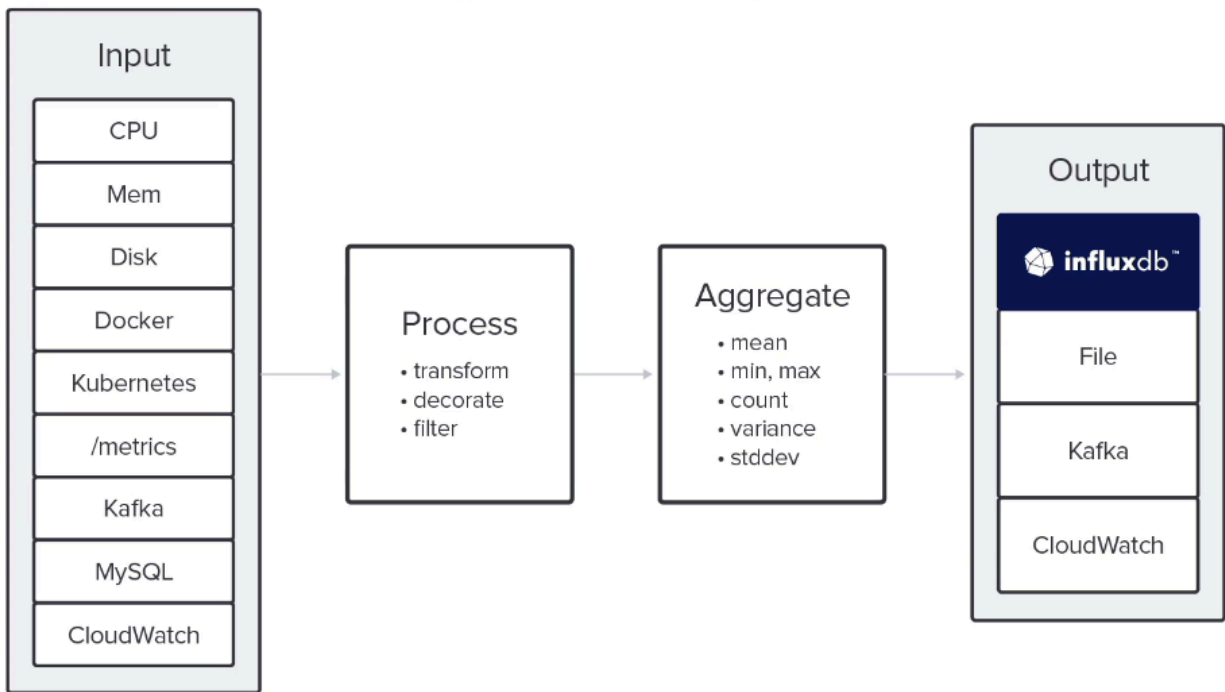 Input
CPU
Mem
Disk
Docker
Kubernetes
/metrics
Kafka
MySQL
CloudWatch
Process
• transform
• decorate
• filter
Aggregate
• mean
• min, max
• count
• variance
• stddev
Output
influxdb™
File
Kafka
CloudWatch